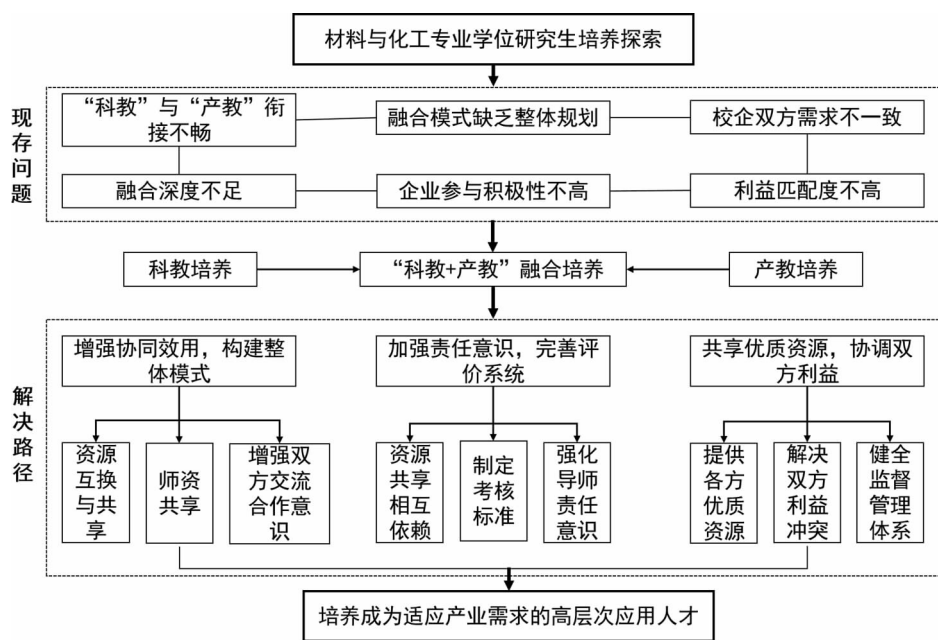 材料与化工专业学位研究生培养探索
现存问题
“科教”与“产教”衔
接不畅
融合模式缺乏整体规划
校企双方需求不一致
融合深度不足
企业参与积极性不高
利益匹配度不高
科教培养
“科教+产教”融合培养
产教培养
解决路径
增强协同效用，构建整
体模式
加强责任意识，完善评
价系统
共享优质资源，协调双
方利益
资源
互换
与共
享
师资
共享
增强双
方交流
合作意
识
资源
共享
相互
依赖
制定
考核
标准
强化
导师
责任
意识
提供
各方
优质
资源
解决
双方
利益
冲突
健全
监督
管理
体系
培养成为适应产业需求的高层次应用人才